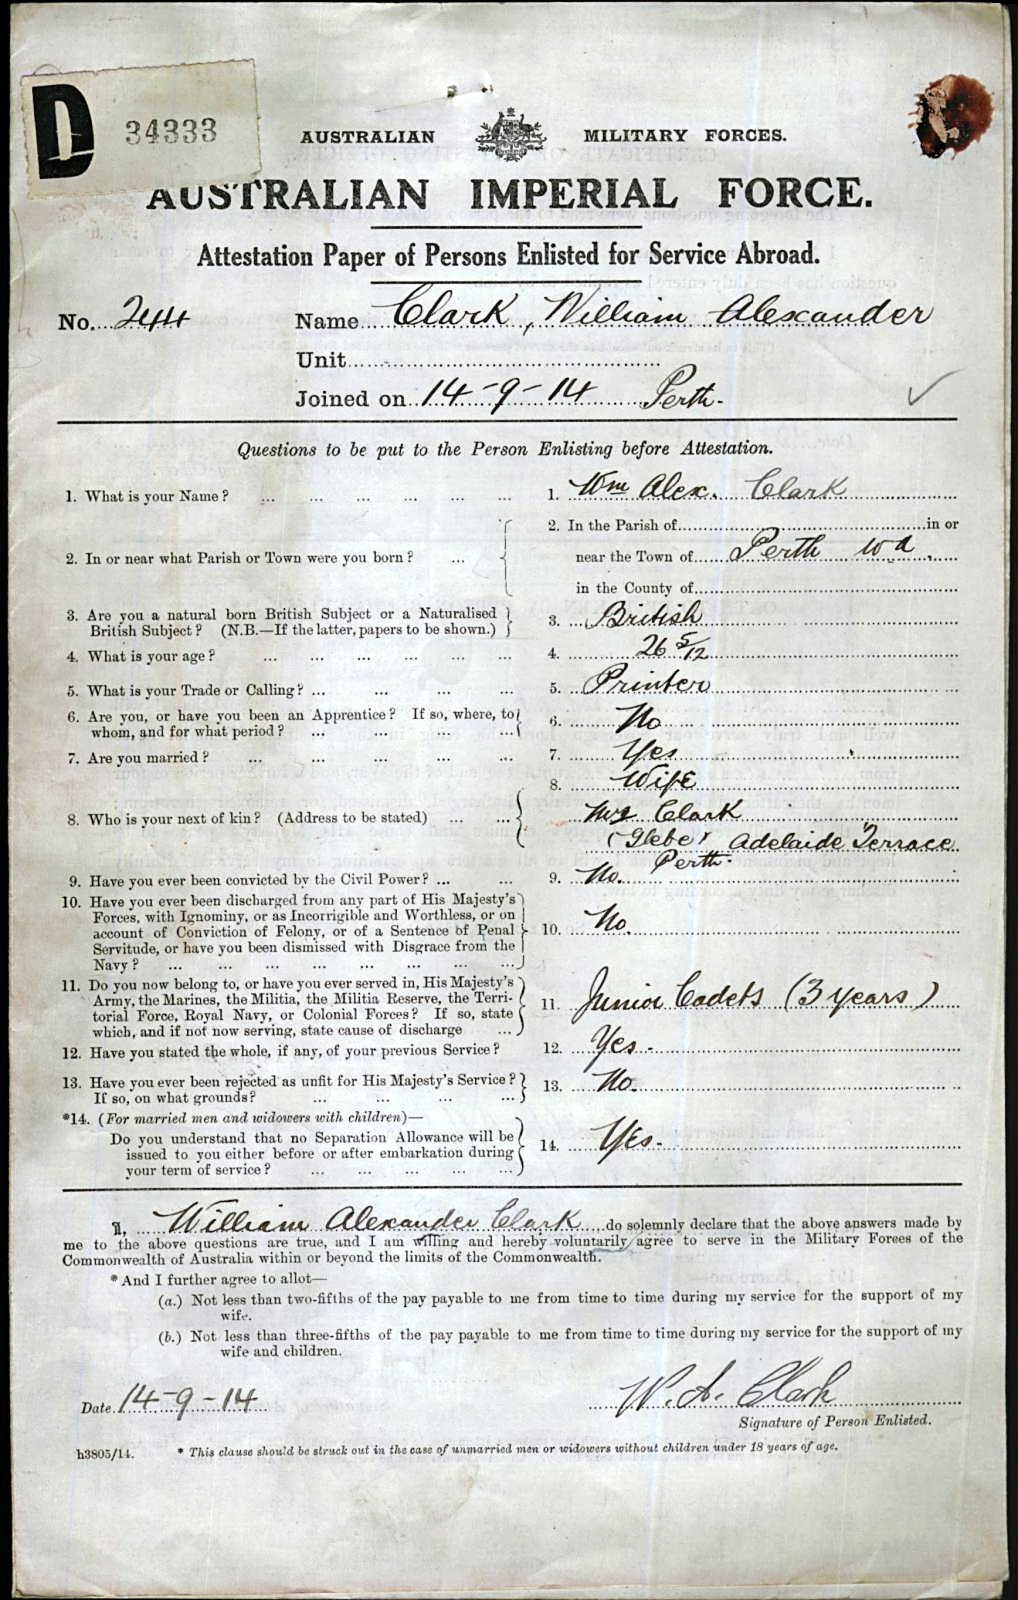 D 34333
AUSTRALIAN MILITARY FORCES.
AUSTRALIAN IMPERIAL FORCE.
Attestation Paper of Persons Enlisted for Service Abroad.
No. 244 Name Clark, William Alexander
Unit
Joined on 14-9-14 Perth.
Questions to be put to the Person Enlisting before Attestation.
1. What is your Name? ... ... ... ... ... ... 1. Wm Alex. Clark
2. In the Parish of in or
2. In or near what Parish or Town were you born? ... near the Town of Perth W.A.
in the County of
3. Are you a natural born British Subject or a Naturalised
British Subject? (N.B.—If the latter, papers to be shown.) 3. British
4. What is your age? ... ... ... ... ... ... 4. 26 5/12
5. What is your Trade or Calling? ... ... ... ... 5. Printer
6. Are you, or have you been an Apprentice? If so, where, to
whom, and for what period? ... ... ... ... 6. No
7. Are you married? ... ... ... ... ... 7. Yes
8. Wife
8. Who is your next of kin? (Address to be stated) ... ... Mrs Clark
(Glebe) Adelaide Terrace
Perth.
9. Have you ever been convicted by the Civil Power? ... ... 9. No.
10. Have you ever been discharged from any part of His Majesty's
Forces, with Ignominy, or as Incorrigible and Worthless, or on
account of Conviction of Felony, or of a Sentence of Penal 10. No.
Servitude, or have you been dismissed with Disgrace from the
Navy? ... ... ... ... ... ... ... ...
11. Do you now belong to, or have you ever served in, His Majesty's
Army, the Marines, the Militia, the Militia Reserve, the Terri-
torial Force, Royal Navy, or Colonial Forces? If so, state 11. Junior Cadets (3 years)
which, and if not now serving, state cause of discharge ...
12. Have you stated the whole, if any, of your previous Service? 12. Yes -
13. Have you ever been rejected as unfit for His Majesty's Service?
If so, on what grounds? ... ... ... ... 13. No.
*14. (For married men and widowers with children)—
Do you understand that no Separation Allowance will be
issued to you either before or after embarkation during 14. Yes -
your term of service? ... ... ... ... ...
I, William Alexander Clark do solemnly declare that the above answers made by
me to the above questions are true, and I am willing and hereby voluntarily agree to serve in the Military Forces of the
Commonwealth of Australia within or beyond the limits of the Commonwealth.
* And I further agree to allot—
(a.) Not less than two-fifths of the pay payable to me from time to time during my service for the support of my
wife.
(b.) Not less than three-fifths of the pay payable to me from time to time during my service for the support of my
wife and children.
Date 14-9-14 W. A. Clark
Signature of Person Enlisted.
h3805/14. * This clause should be struck out in the case of unmarried men or widowers without children under 18 years of age.